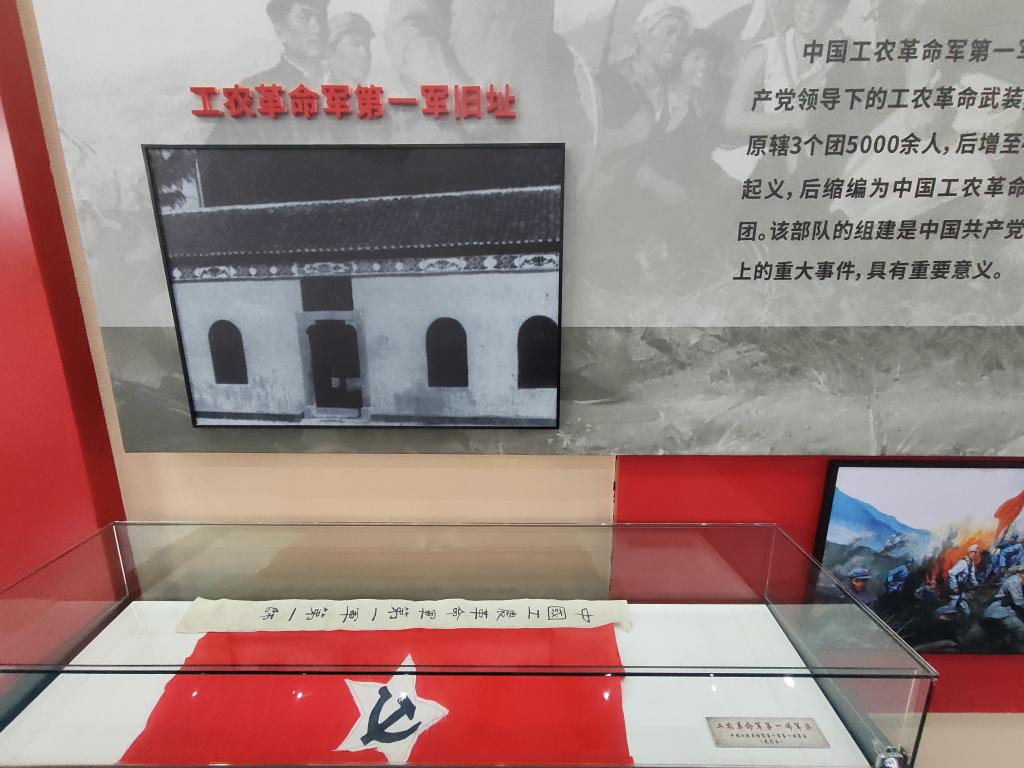 工农革命军第一军旧址
中国工农革命军第一军
产党领导下的工农革命武装
原辖3个团5000余人,后增至
起义,后缩编为中国工农革命
团。该部队的组建是中国共产党
上的重大事件,具有重要意义。
中國工農革命軍第一軍第一師
工农革命军第一师军旗